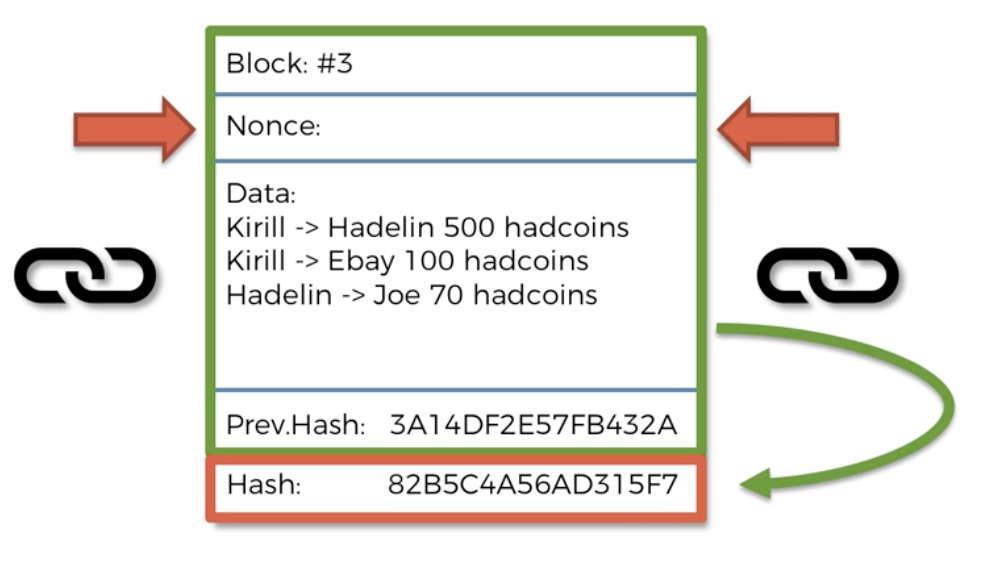 Block: #3
Nonce:
Data:
Kirill -> Hadelin 500 hadcoins
Kirill -> Ebay 100 hadcoins
Hadelin -> Joe 70 hadcoins
Prev.Hash: 3A14DF2E57FB432A
Hash: 82B5C4A56AD315F7